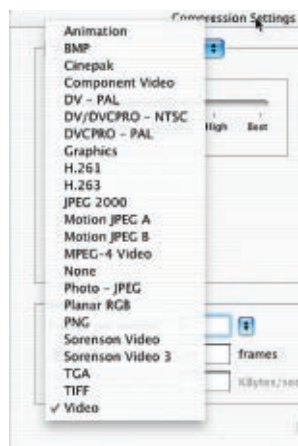 Compression Settings
Animation
BMP
Cinepak
Component Video
DV - PAL
DV/DVCPRO - NTSC
DVCPRO - PAL
Graphics
H.261
H.263
JPEG 2000
Motion JPEG A
Motion JPEG B
MPEG-4 Video
None
Photo - JPEG
Planar RGB
PNG
Sorenson Video
Sorenson Video 3
TGA
TIFF
✓ Video
High Best
frames